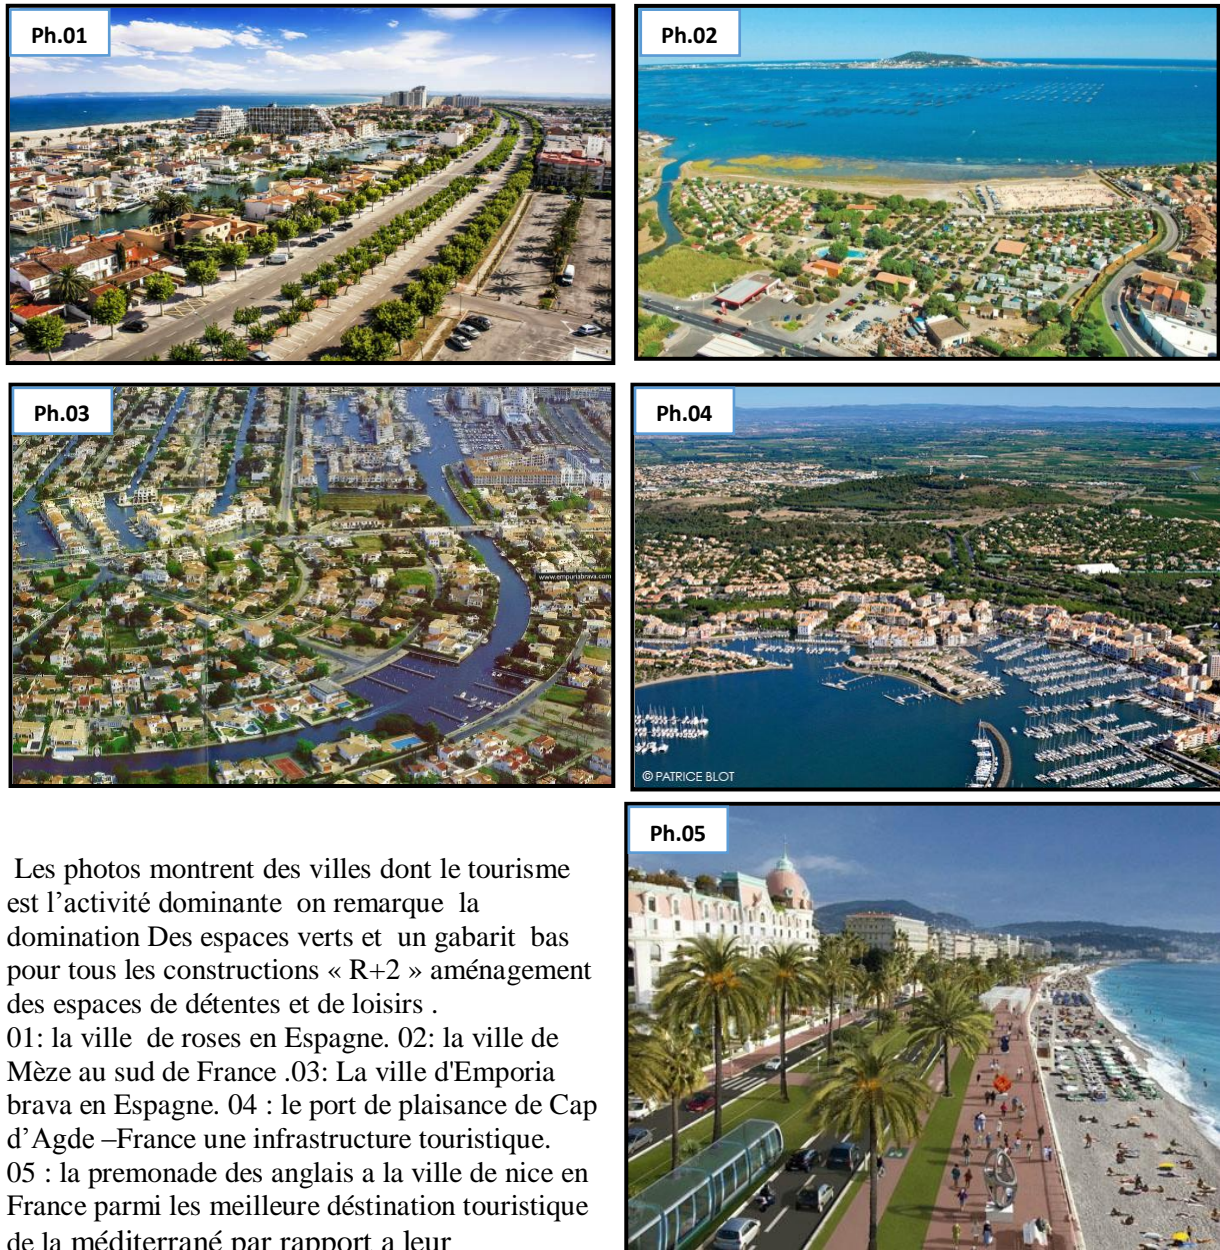 Ph.01
Ph.02
Ph.03
Ph.04
www.empuriabrava.com
© PATRICE BLOT
Ph.05
Les photos montrent des villes dont le tourisme
est l’activité dominante on remarque la
domination Des espaces verts et un gabarit bas
pour tous les constructions « R+2 » aménagement
des espaces de détentes et de loisirs .
01: la ville de roses en Espagne. 02: la ville de
Mèze au sud de France .03: La ville d'Emporia
brava en Espagne. 04 : le port de plaisance de Cap
d’Agde –France une infrastructure touristique.
05 : la premonade des anglais a la ville de nice en
France parmi les meilleure déstination touristique
de la méditerrané par rapport a leur